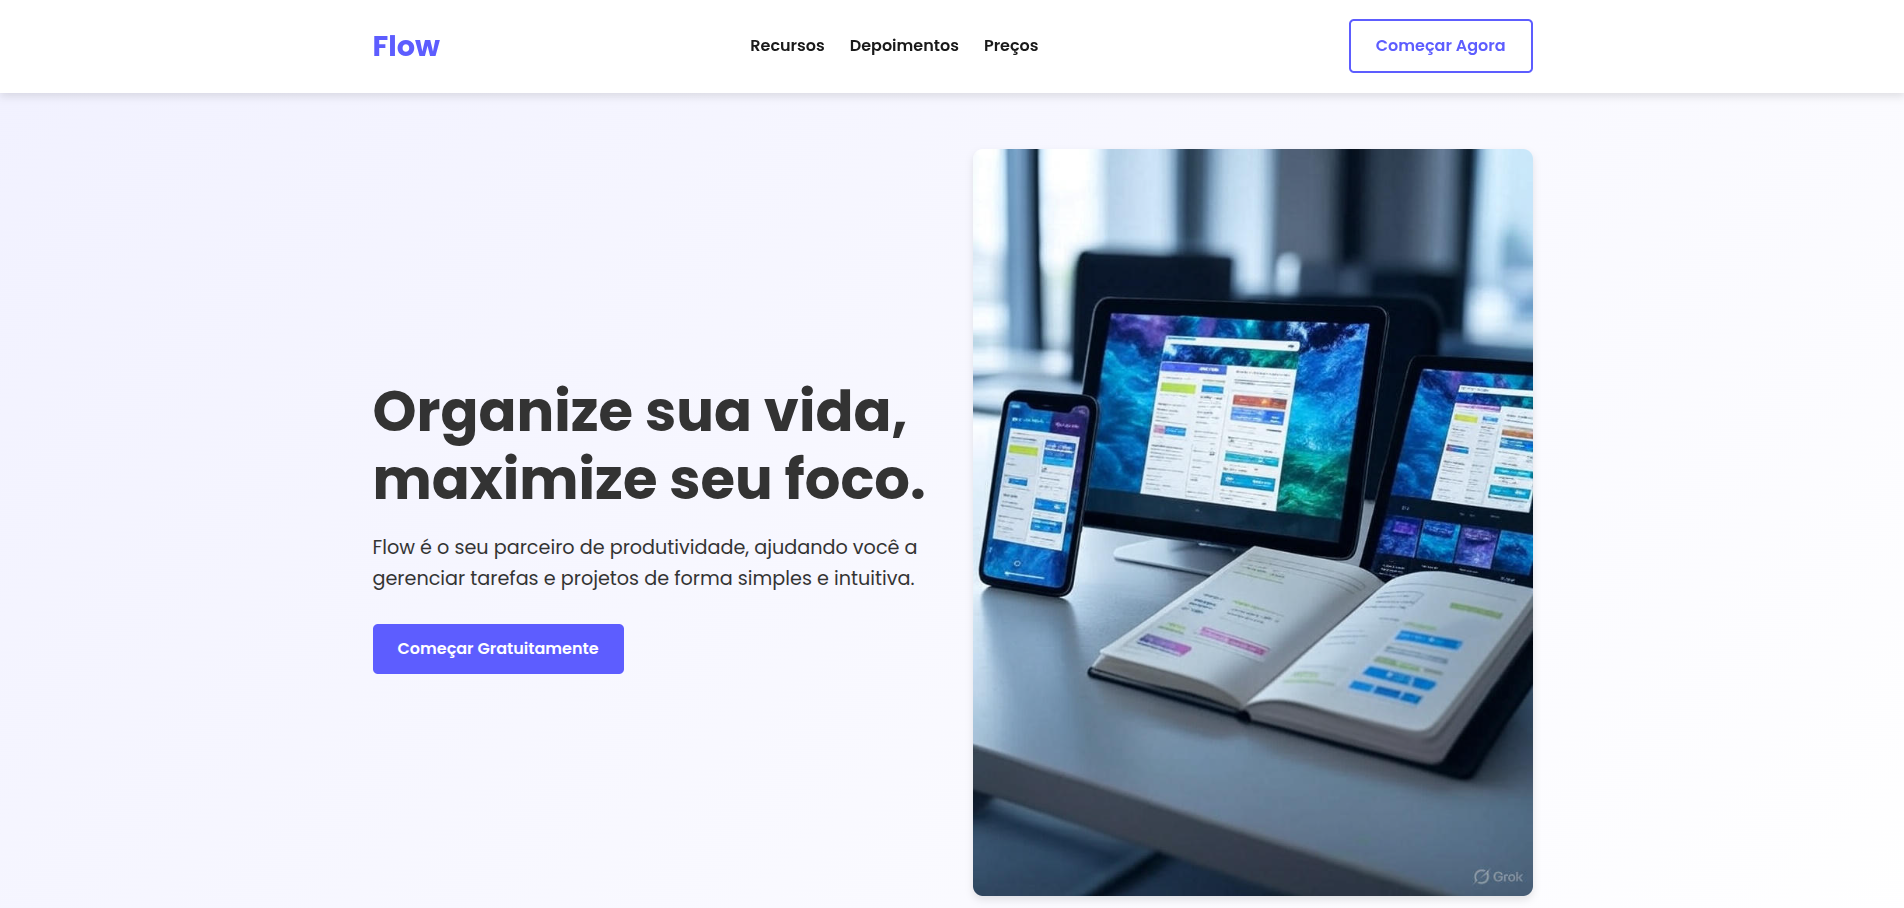 Flow
Recursos
Depoimentos
Preços
Começar Agora
Organize sua vida,
maximize seu foco.
Flow é o seu parceiro de produtividade, ajudando você a
gerenciar tarefas e projetos de forma simples e intuitiva.
Começar Gratuitamente
Grok